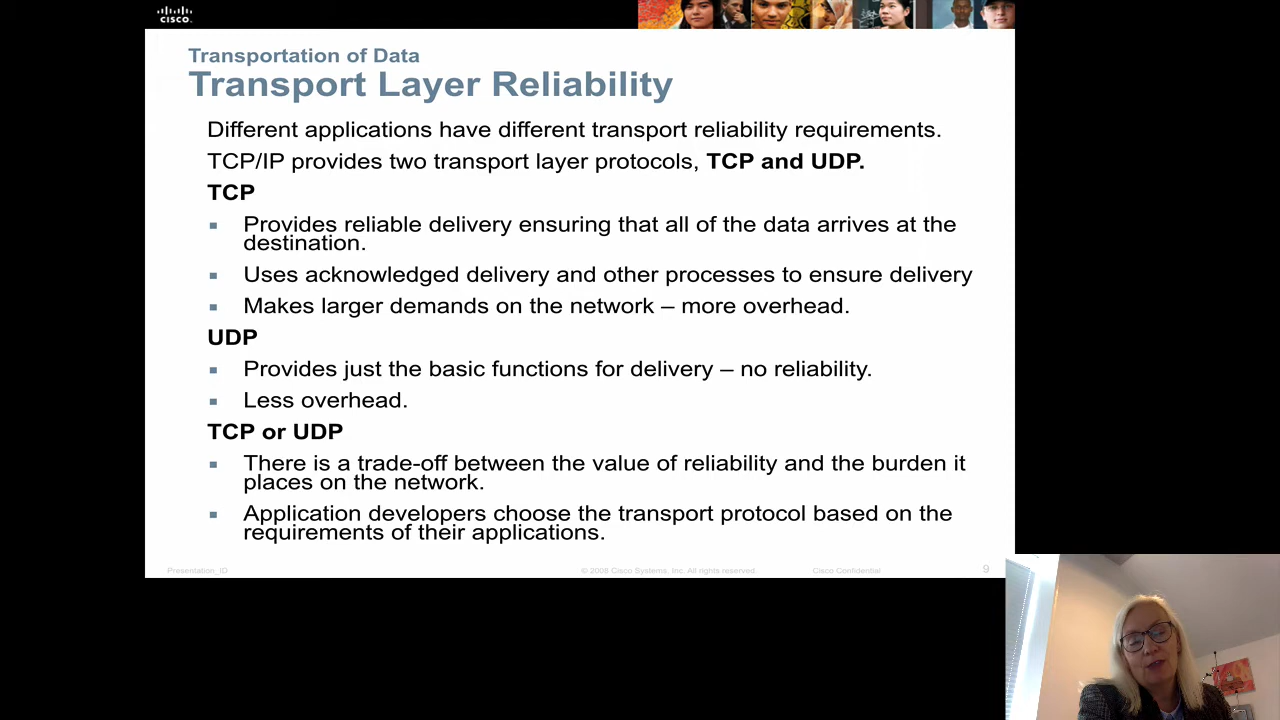 CISCO
Transportation of Data
Transport Layer Reliability
Different applications have different transport reliability requirements.
TCP/IP provides two transport layer protocols, TCP and UDP.
TCP
Provides reliable delivery ensuring that all of the data arrives at the
destination.
Uses acknowledged delivery and other processes to ensure delivery
Makes larger demands on the network – more overhead.
UDP
Provides just the basic functions for delivery – no reliability.
Less overhead.
TCP or UDP
There is a trade-off between the value of reliability and the burden it
places on the network.
Application developers choose the transport protocol based on the
requirements of their applications.
Presentation_ID © 2008 Cisco Systems, Inc. All rights reserved. Cisco Confidential 9